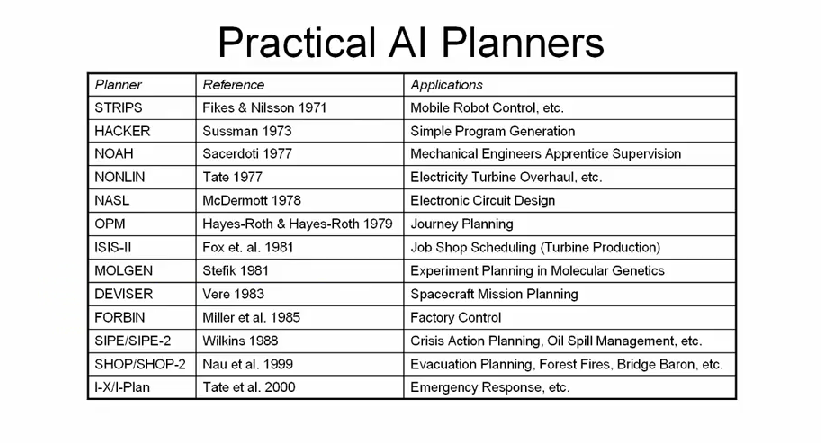 Practical AI Planners
Planner Reference Applications
STRIPS Fikes & Nilsson 1971 Mobile Robot Control, etc.
HACKER Sussman 1973 Simple Program Generation
NOAH Sacerdoti 1977 Mechanical Engineers Apprentice Supervision
NONLIN Tate 1977 Electricity Turbine Overhaul, etc.
NASL McDermott 1978 Electronic Circuit Design
OPM Hayes-Roth & Hayes-Roth 1979 Journey Planning
ISIS-II Fox et. al. 1981 Job Shop Scheduling (Turbine Production)
MOLGEN Stefik 1981 Experiment Planning in Molecular Genetics
DEVISER Vere 1983 Spacecraft Mission Planning
FORBIN Miller et al. 1985 Factory Control
SIPE/SIPE-2 Wilkins 1988 Crisis Action Planning, Oil Spill Management, etc.
SHOP/SHOP-2 Nau et al. 1999 Evacuation Planning, Forest Fires, Bridge Baron, etc.
I-X/I-Plan Tate et al. 2000 Emergency Response, etc.